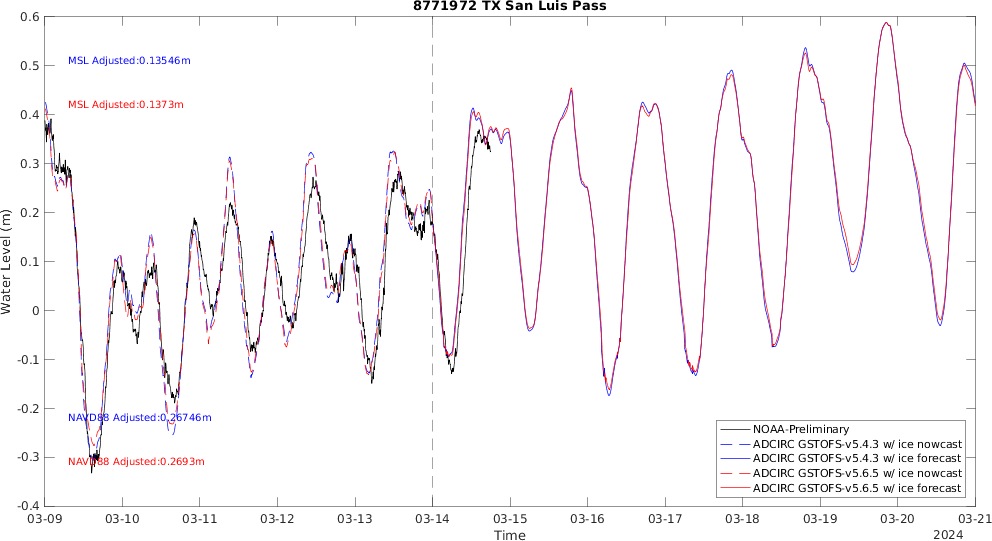 8771972 TX San Luis Pass
0.6
0.5
0.4
0.3
0.2
0.1
0
-0.1
-0.2
-0.3
-0.4
Water Level (m)
MSL Adjusted:0.13546m
MSL Adjusted:0.1373m
NAVD88 Adjusted:0.26746m
NAVD88 Adjusted:0.2693m
NOAA-Preliminary
ADCIRC GSTOFS-v5.4.3 w/ ice nowcast
ADCIRC GSTOFS-v5.4.3 w/ ice forecast
ADCIRC GSTOFS-v5.6.5 w/ ice nowcast
ADCIRC GSTOFS-v5.6.5 w/ ice forecast
03-09 03-10 03-11 03-12 03-13 03-14 03-15 03-16 03-17 03-18 03-19 03-20 03-21
Time
2024